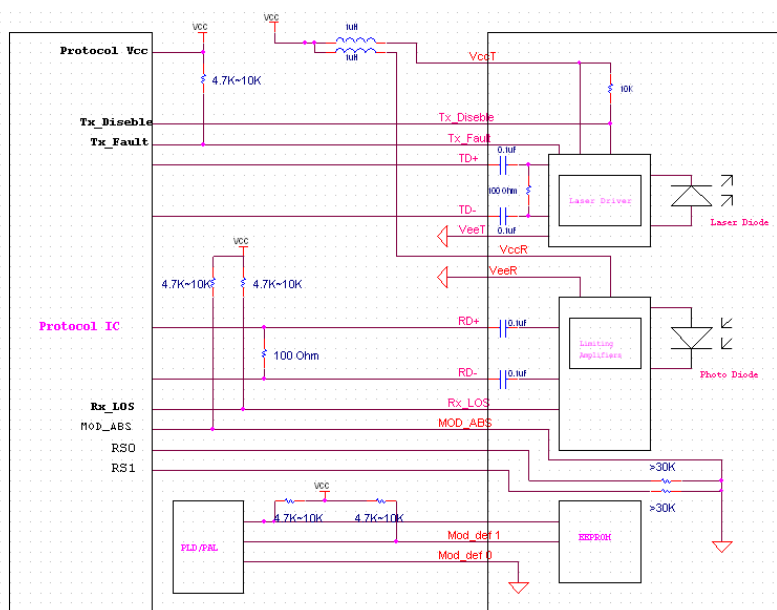 VCC
VCC
1uH
1uH
Protocol Vcc
VccT
4.7K~10K
10K
Tx_Diseble
Tx_Diseble
Tx_Fault
Tx_Fault
TD+
0.1uf
100 Ohm
Laser Driver
TD-
0.1uf
Laser Diode
VeeT
VCC
VccR
VeeR
4.7K~10K
4.7K~10K
Protocol IC
RD+
0.1uf
100 Ohm
Limiting
Amplifiers
RD-
0.1uf
Photo Diode
Rx_LOS
Rx_LOS
MOD_ABS
MOD_ABS
RS0
RS1
>30K
>30K
VCC
4.7K~10K
4.7K~10K
PLD/PAL
Mod_def 1
EEPROM
Mod_def 0